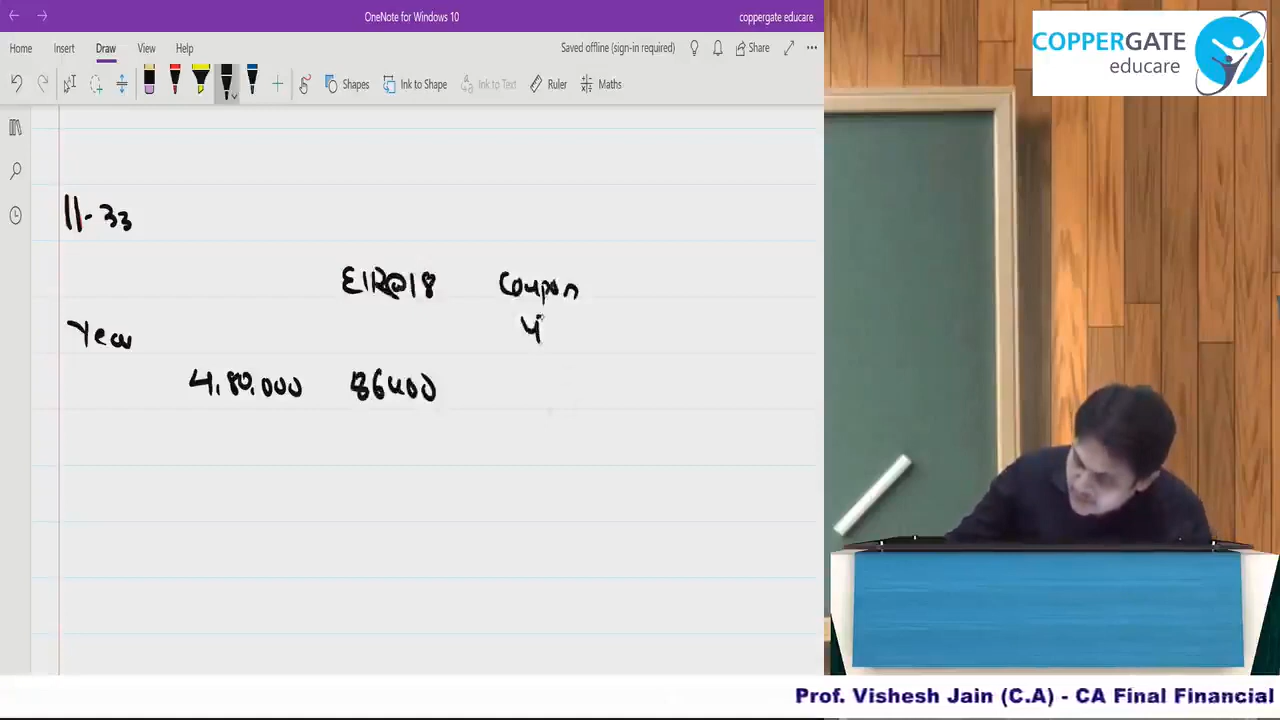 OneNote for Windows 10
coppergate educare
Home Insert Draw View Help
Saved offline (sign-in required)
Share
Shapes
Ink to Shape
Ink to Text
Ruler
Maths
COPPERGATE
educare
11-33
EIR@18 Coupon
Year 4
4,80,000 86400
Prof. Vishesh Jain (C.A) - CA Final Financial